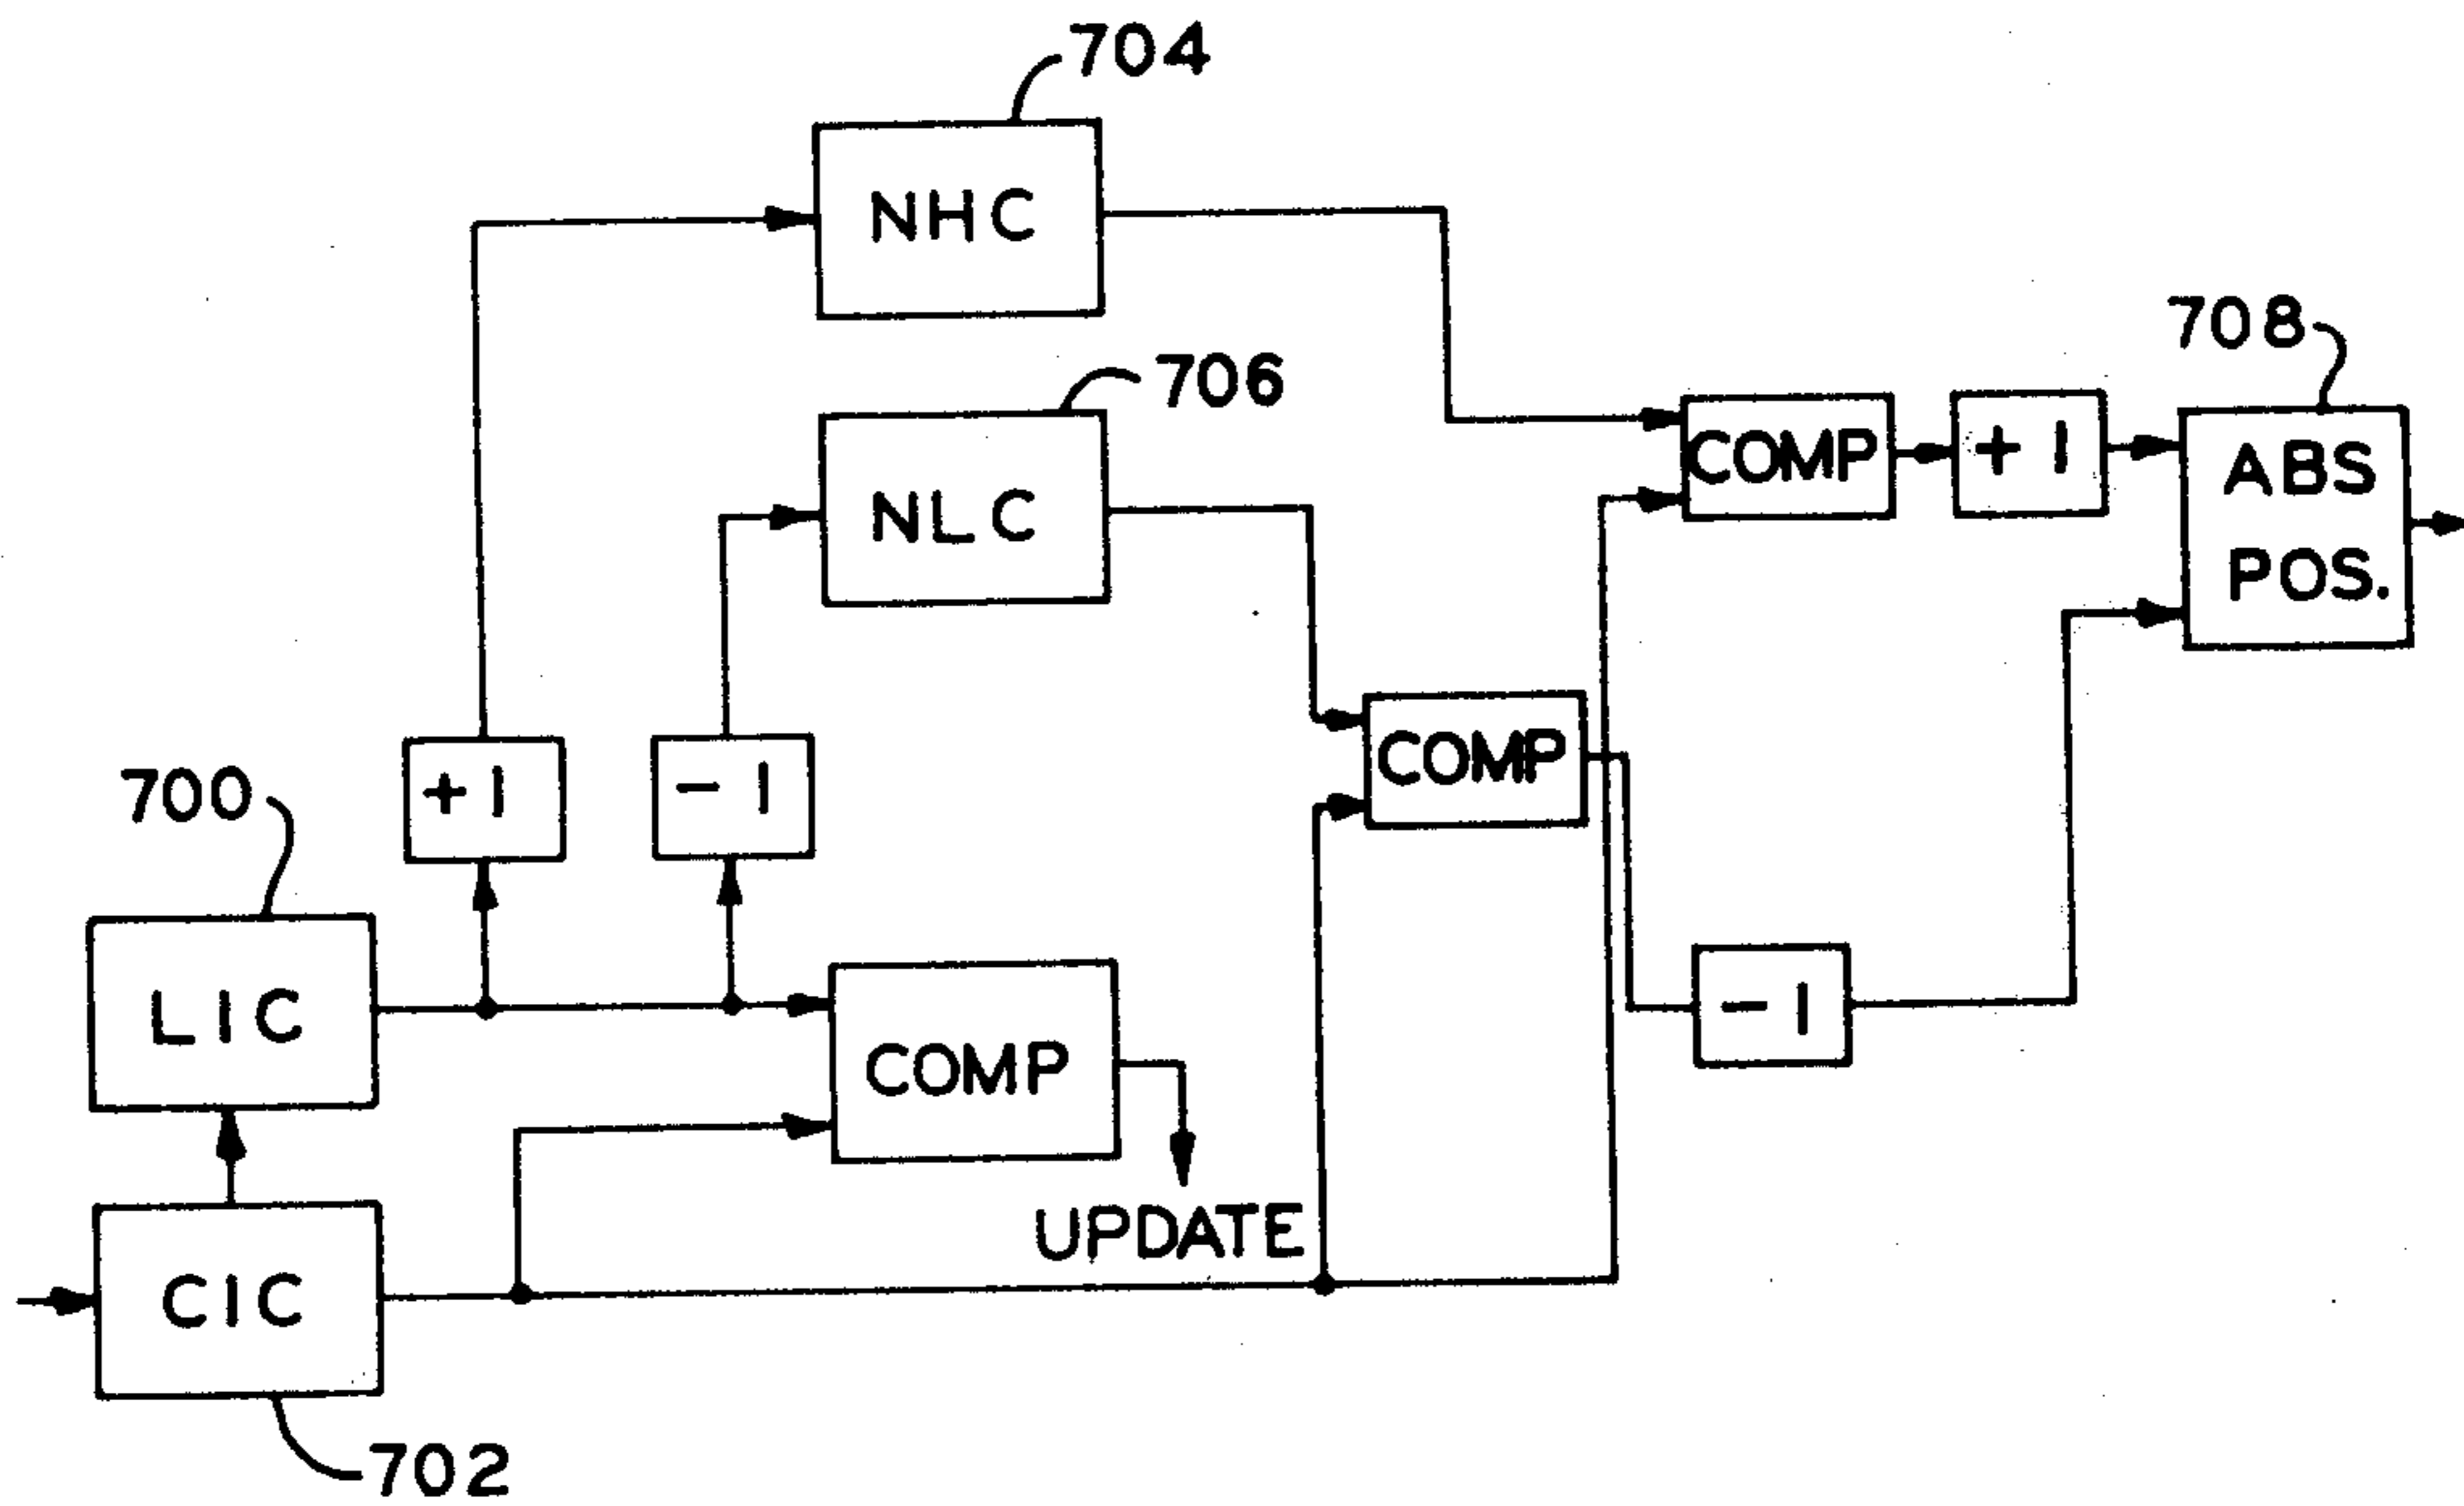 704
NHC
706
NLC
708
COMP
+ 1
ABS
POS.
COMP
700
+ 1
- 1
LIC
COMP
- 1
UPDATE
CIC
702